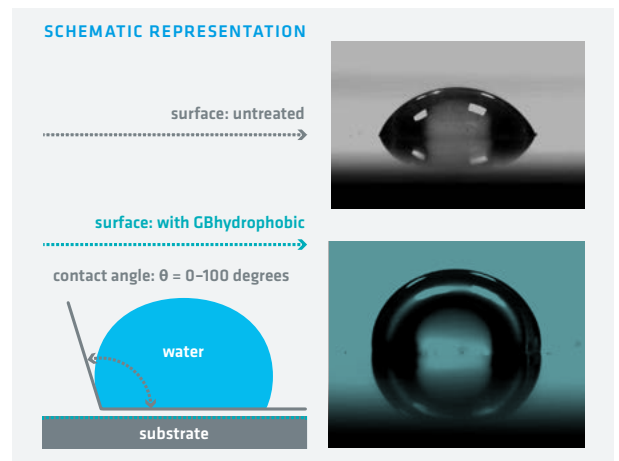 SCHEMATIC REPRESENTATION
surface: untreated
surface: with GBhydrophobic
contact angle: θ = 0–100 degrees
water
substrate